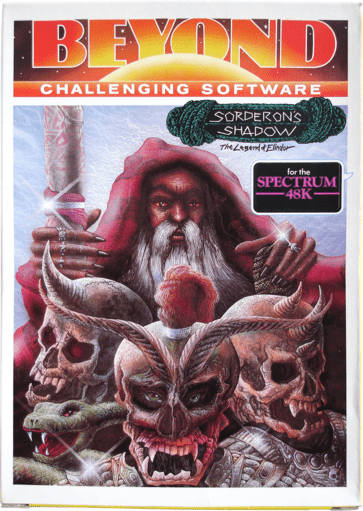 BEYOND
CHALLENGING SOFTWARE
SORDERON'S
SHADOW
The Legend of Elindor
for the
SPECTRUM
48K